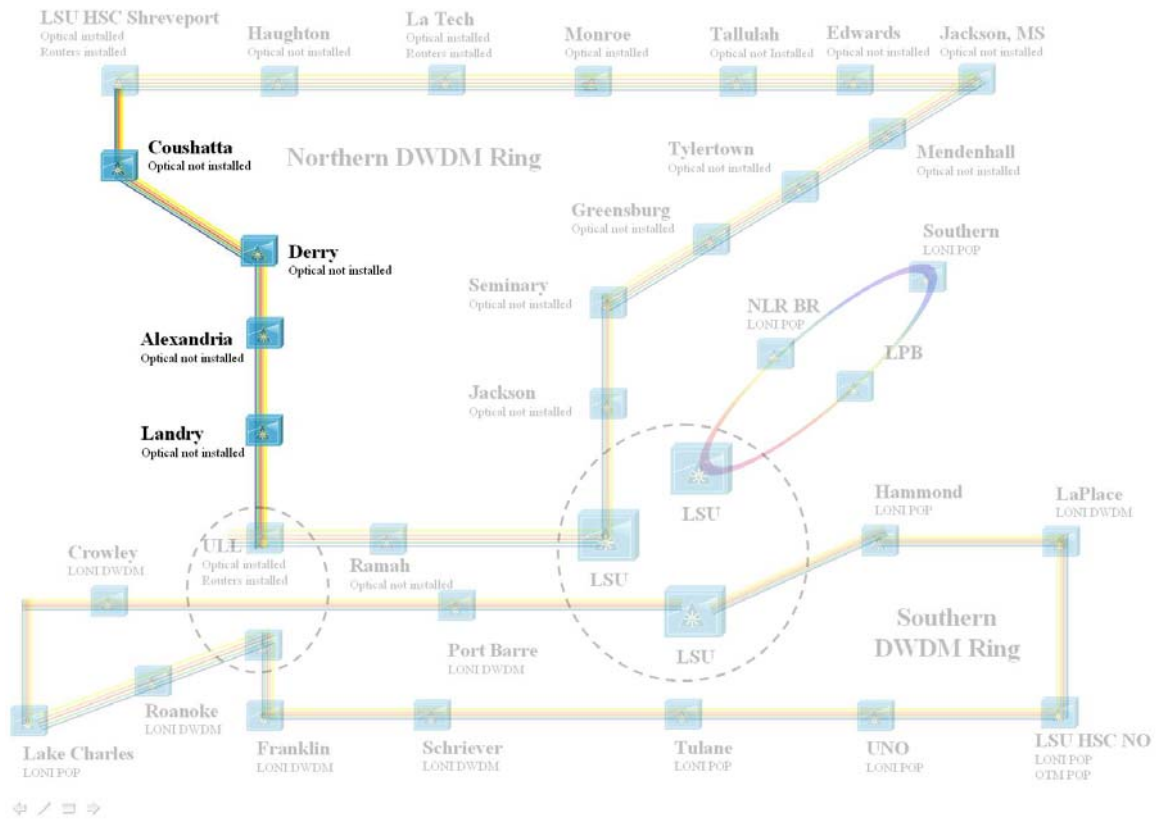 LSU HSC Shreveport
Optical installed
Routers installed
Haughton
Optical not installed
La Tech
Optical installed
Routers installed
Monroe
Optical not installed
Tallulah
Optical not Installed
Edwards
Optical not installed
Jackson, MS
Optical not installed
Coushatta
Optical not installed
Northern DWDM Ring
Tylertown
Optical not installed
Mendenhall
Optical not installed
Greensburg
Optical not installed
Derry
Optical not installed
Southern
LONI POP
Seminary
Optical not installed
NLR BR
LONI POP
Alexandria
Optical not installed
LPB
Jackson
Optical not installed
Landry
Optical not installed
LSU
Hammond
LONI POP
LaPlace
LONI DWDM
ULL
Optical installed
Routers installed
Crowley
LONI DWDM
Ramah
Optical not installed
LSU
Southern
DWDM Ring
Port Barre
LONI DWDM
LSU
Roanoke
LONI DWDM
Lake Charles
LONI POP
Franklin
LONI DWDM
Schriever
LONI DWDM
Tulane
LONI POP
UNO
LONI POP
LSU HSC NO
LONI POP
OTM POP